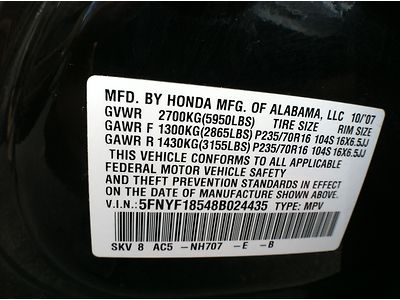 MFD. BY HONDA MFG. OF ALABAMA, LLC 10/'07
GVWR 2700KG(5950LBS) TIRE SIZE RIM SIZE
GAWR F 1300KG(2865LBS) P235/70R16 104S 16X6.5JJ
GAWR R 1430KG(3155LBS) P235/70R16 104S 16X6.5JJ
THIS VEHICLE CONFORMS TO ALL APPLICABLE
FEDERAL MOTOR VEHICLE SAFETY
AND THEFT PREVENTION STANDARDS IN EFFECT
ON THE DATE OF MANUFACTURE SHOWN ABOVE.
V.I.N.: 5FNYF18548B024435 TYPE: MPV
SKV 8 AC5 -NH707 -E -B